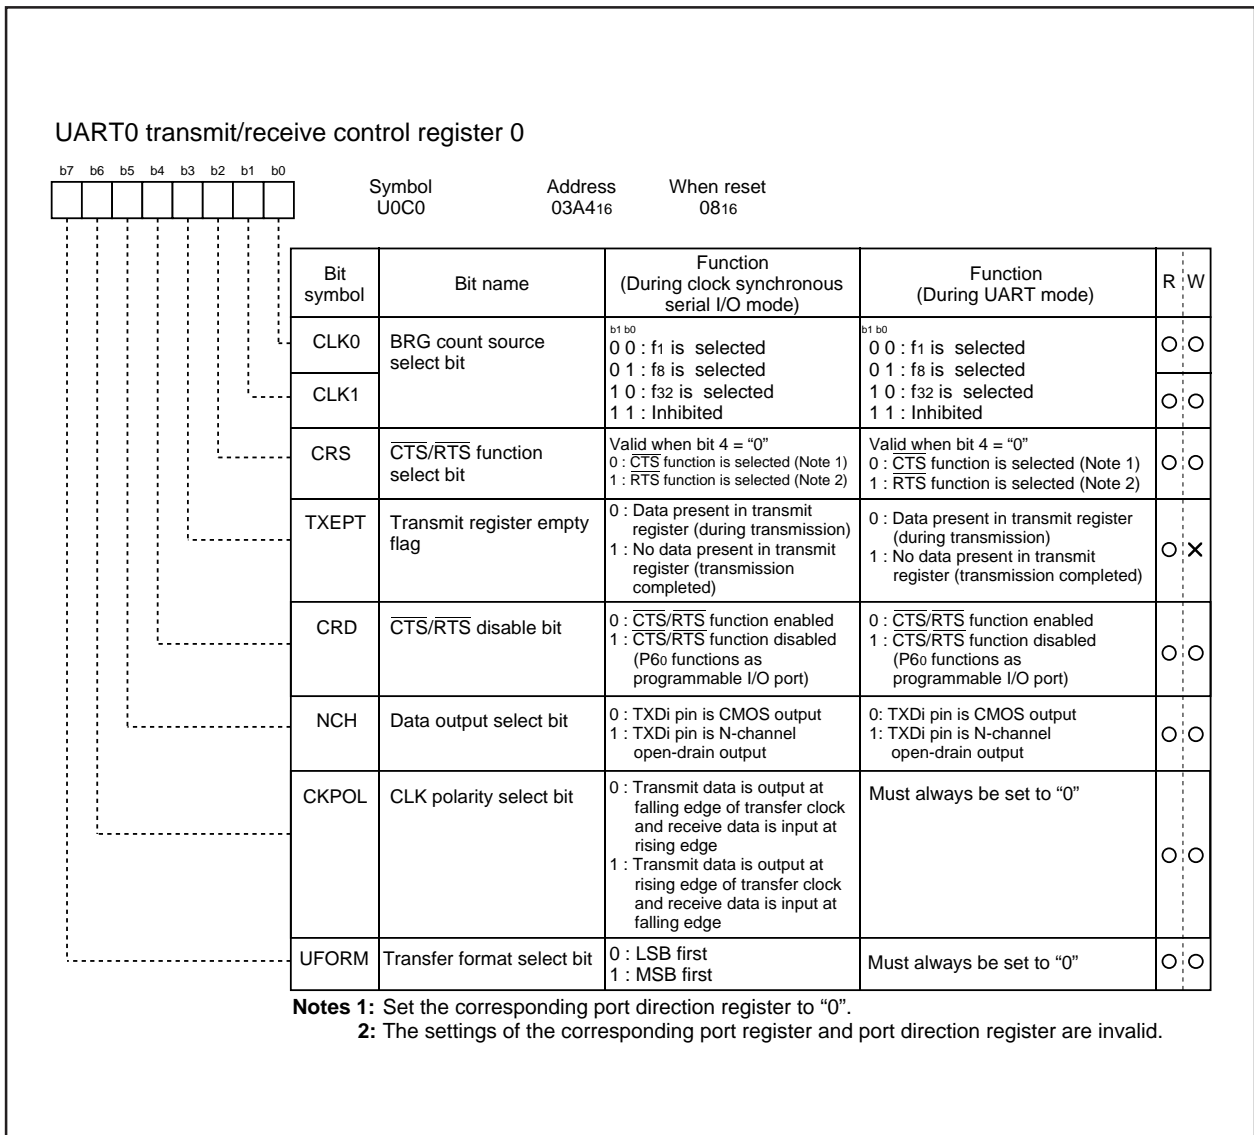 UART0 transmit/receive control register 0
b7 b6 b5 b4 b3 b2 b1 b0
Symbol Address When reset
U0C0 03A416 0816
Bit symbol
Bit name
Function
(During clock synchronous
serial I/O mode)
Function
(During UART mode)
R W
CLK0
BRG count source
select bit
b1 b0
0 0 : f1 is selected
0 1 : f8 is selected
1 0 : f32 is selected
1 1 : Inhibited
b1 b0
0 0 : f1 is selected
0 1 : f8 is selected
1 0 : f32 is selected
1 1 : Inhibited
CLK1
CRS
CTS/RTS function
select bit
Valid when bit 4 = “0”
0 : CTS function is selected (Note 1)
1 : RTS function is selected (Note 2)
Valid when bit 4 = “0”
0 : CTS function is selected (Note 1)
1 : RTS function is selected (Note 2)
TXEPT
Transmit register empty
flag
0 : Data present in transmit
register (during transmission)
1 : No data present in transmit
register (transmission
completed)
0 : Data present in transmit register
(during transmission)
1 : No data present in transmit
register (transmission completed)
CRD
CTS/RTS disable bit
0 : CTS/RTS function enabled
1 : CTS/RTS function disabled
(P60 functions as
programmable I/O port)
0 : CTS/RTS function enabled
1 : CTS/RTS function disabled
(P60 functions as
programmable I/O port)
NCH
Data output select bit
0 : TXDi pin is CMOS output
1 : TXDi pin is N-channel
open-drain output
0: TXDi pin is CMOS output
1: TXDi pin is N-channel
open-drain output
CKPOL
CLK polarity select bit
0 : Transmit data is output at
falling edge of transfer clock
and receive data is input at
rising edge
1 : Transmit data is output at
rising edge of transfer clock
and receive data is input at
falling edge
Must always be set to “0”
UFORM
Transfer format select bit
0 : LSB first
1 : MSB first
Must always be set to “0”
Notes 1: Set the corresponding port direction register to “0”.
2: The settings of the corresponding port register and port direction register are invalid.